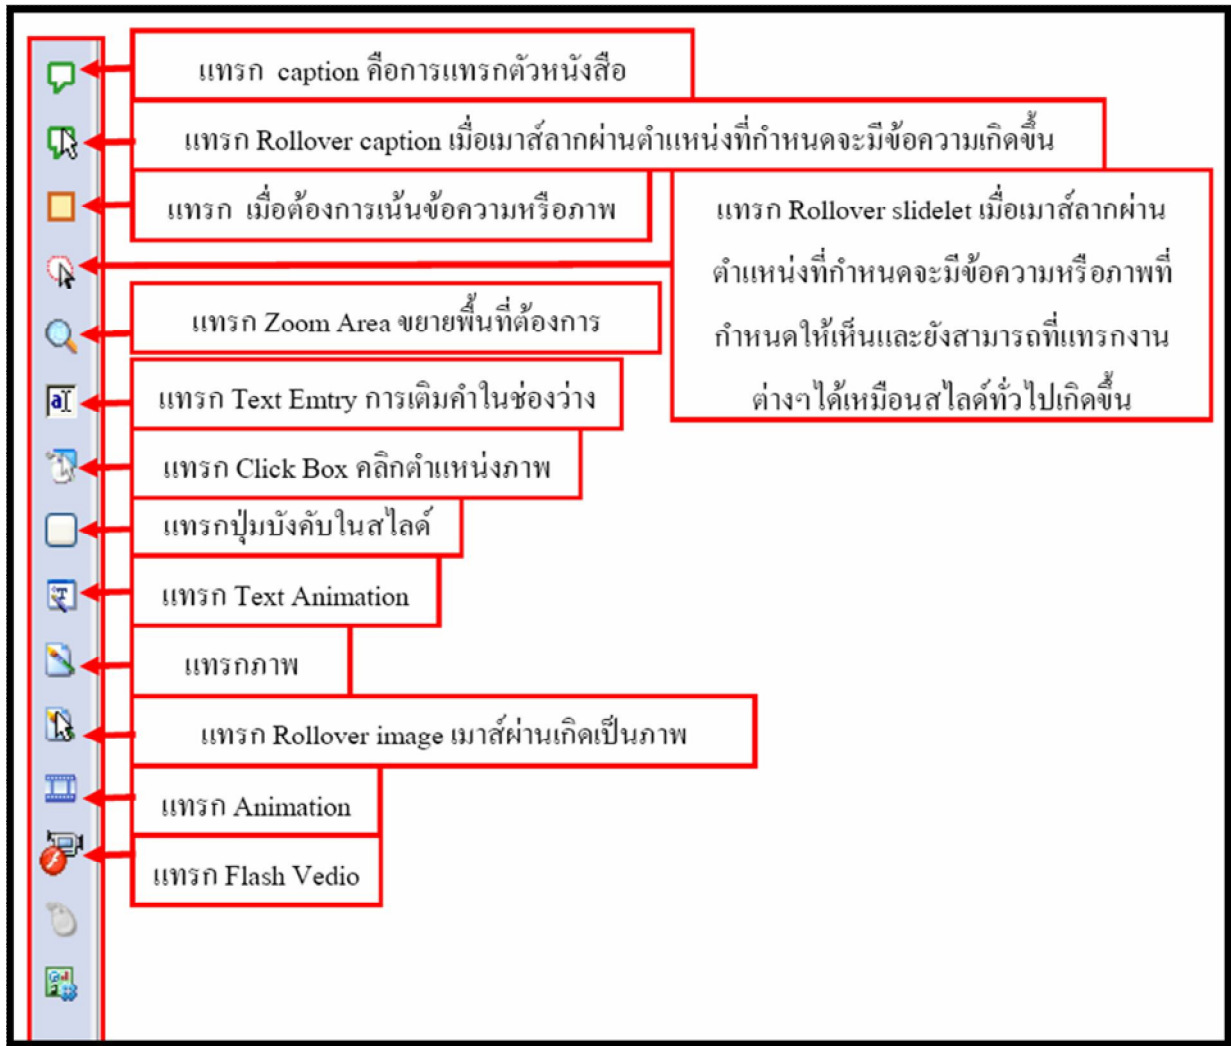 แทรก caption คือการแทรกตัวหนังสือ
แทรก Rollover caption เมื่อเมาส์ลากผ่านตำแหน่งที่กำหนดจะมีข้อความเกิดขึ้น
แทรก เมื่อต้องการเน้นข้อความหรือภาพ
แทรก Rollover slidelet เมื่อเมาส์ลากผ่าน
ตำแหน่งที่กำหนดจะมีข้อความหรือภาพที่
กำหนดให้เห็นและยังสามารถที่แทรกงาน
ต่างๆได้เหมือนสไลด์ทั่วไปเกิดขึ้น
แทรก Zoom Area ขยายพื้นที่ต้องการ
แทรก Text Emtry การเติมคำในช่องว่าง
แทรก Click Box คลิกตำแหน่งภาพ
แทรกปุ่มบังคับในสไลด์
แทรก Text Animation
แทรกภาพ
แทรก Rollover image เมาส์ผ่านเกิดเป็นภาพ
แทรก Animation
แทรก Flash Vedio